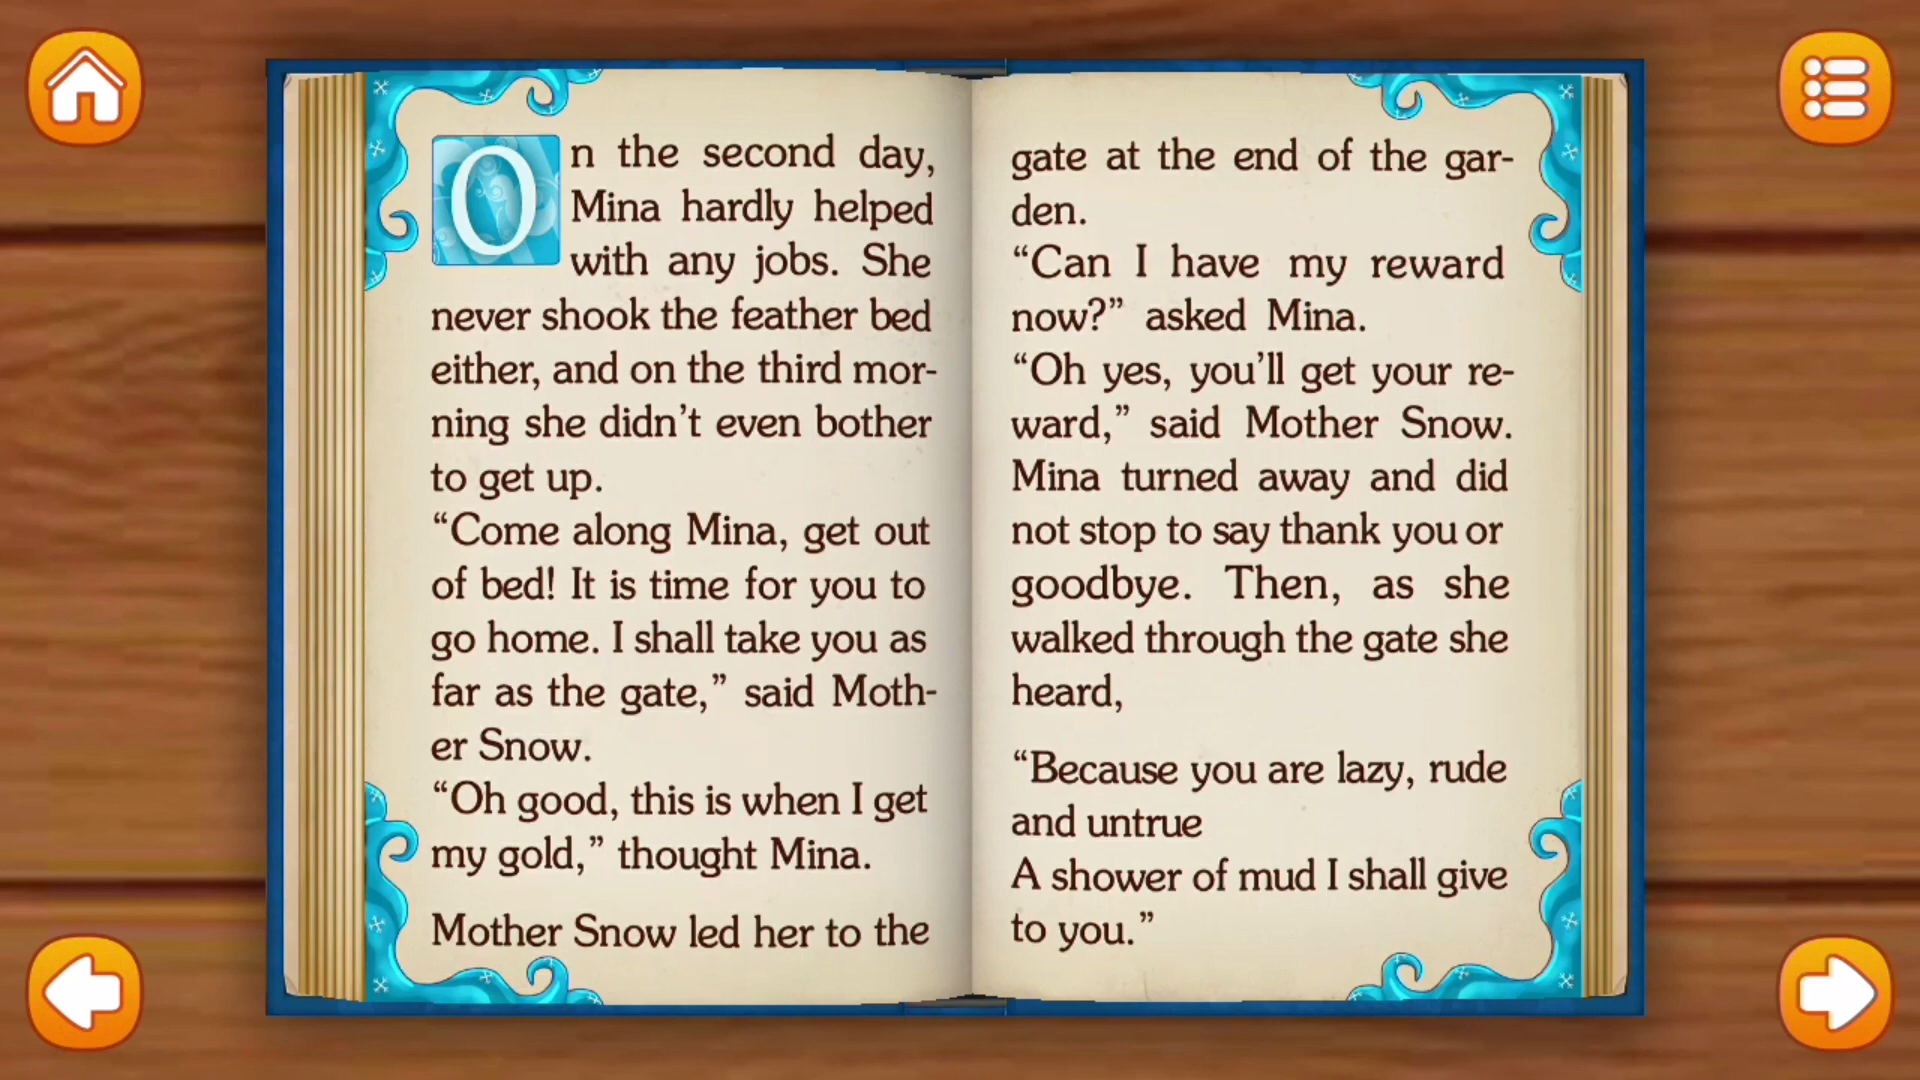 On the second day,
Mina hardly helped
with any jobs. She
never shook the feather bed
either, and on the third mor-
ning she didn’t even bother
to get up.
“Come along Mina, get out
of bed! It is time for you to
go home. I shall take you as
far as the gate,” said Moth-
er Snow.
“Oh good, this is when I get
my gold,” thought Mina.
Mother Snow led her to the
gate at the end of the gar-
den.
“Can I have my reward
now?” asked Mina.
“Oh yes, you’ll get your re-
ward,” said Mother Snow.
Mina turned away and did
not stop to say thank you or
goodbye. Then, as she
walked through the gate she
heard,
“Because you are lazy, rude
and untrue
A shower of mud I shall give
to you.”